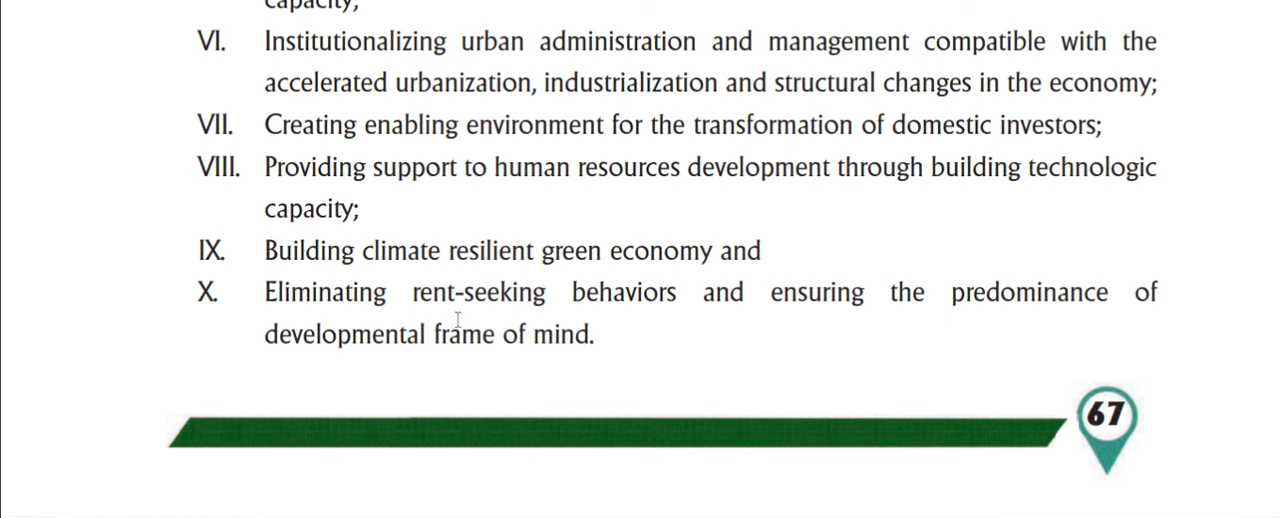 capacity;
VI. Institutionalizing urban administration and management compatible with the
accelerated urbanization, industrialization and structural changes in the economy;
VII. Creating enabling environment for the transformation of domestic investors;
VIII. Providing support to human resources development through building technologic
capacity;
IX. Building climate resilient green economy and
X. Eliminating rent-seeking behaviors and ensuring the predominance of
developmental frame of mind.
67